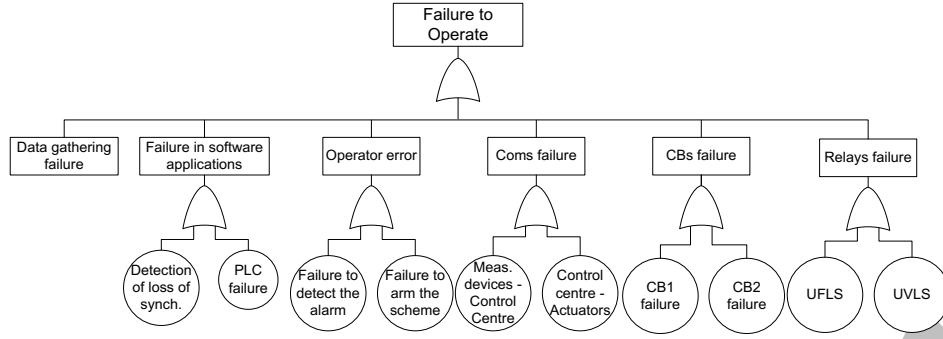 Failure to
Operate
Data gathering
failure
Failure in software
applications
Operator error
Coms failure
CBs failure
Relays failure
Detection
of loss of
synch.
PLC
failure
Failure to
detect the
alarm
Failure to
arm the
scheme
Meas.
devices -
Control
Centre
Control
centre -
Actuators
CB1
failure
CB2
failure
UFLS
UVLS